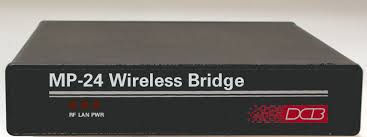 MP-24 Wireless Bridge
RF LAN PWR
DCB